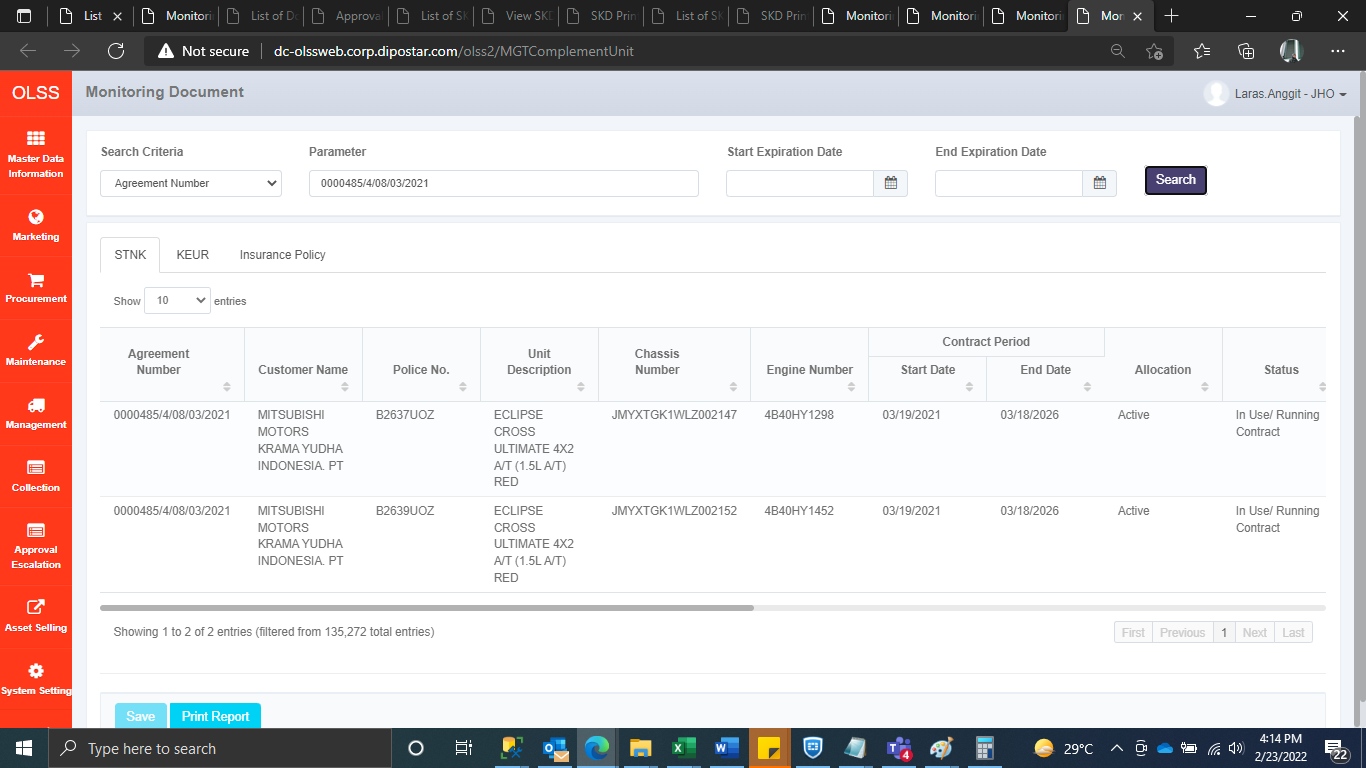 List
Monitori
List of Do
Approva
List of SK
View SKD
SKD Prin
List of SK
SKD Prin
Monitori
Monitori
Monitori
Mon
Not secure
dc-olssweb.corp.dipostar.com/olss2/MGTComplementUnit
OLSS
Monitoring Document
Laras.Anggit - JHO
Master Data
Information
Marketing
Procurement
Maintenance
Management
Collection
Approval
Escalation
Asset Selling
System Setting
Search Criteria
Parameter
Start Expiration Date
End Expiration Date
Agreement Number
0000485/4/08/03/2021
Search
STNK
KEUR
Insurance Policy
Show 10 entries
Agreement
Number
Customer Name
Police No.
Unit
Description
Chassis
Number
Engine Number
Contract Period
Start Date
End Date
Allocation
Status
0000485/4/08/03/2021
MITSUBISHI
MOTORS
KRAMA YUDHA
INDONESIA. PT
B2637UOZ
ECLIPSE
CROSS
ULTIMATE 4X2
A/T (1.5L A/T)
RED
JMYXTGK1WLZ002147
4B40HY1298
03/19/2021
03/18/2026
Active
In Use/ Running
Contract
0000485/4/08/03/2021
MITSUBISHI
MOTORS
KRAMA YUDHA
INDONESIA. PT
B2639UOZ
ECLIPSE
CROSS
ULTIMATE 4X2
A/T (1.5L A/T)
RED
JMYXTGK1WLZ002152
4B40HY1452
03/19/2021
03/18/2026
Active
In Use/ Running
Contract
Showing 1 to 2 of 2 entries (filtered from 135,272 total entries)
First
Previous
1
Next
Last
Save
Print Report
Type here to search
4
29°C
4:14 PM
2/23/2022
22